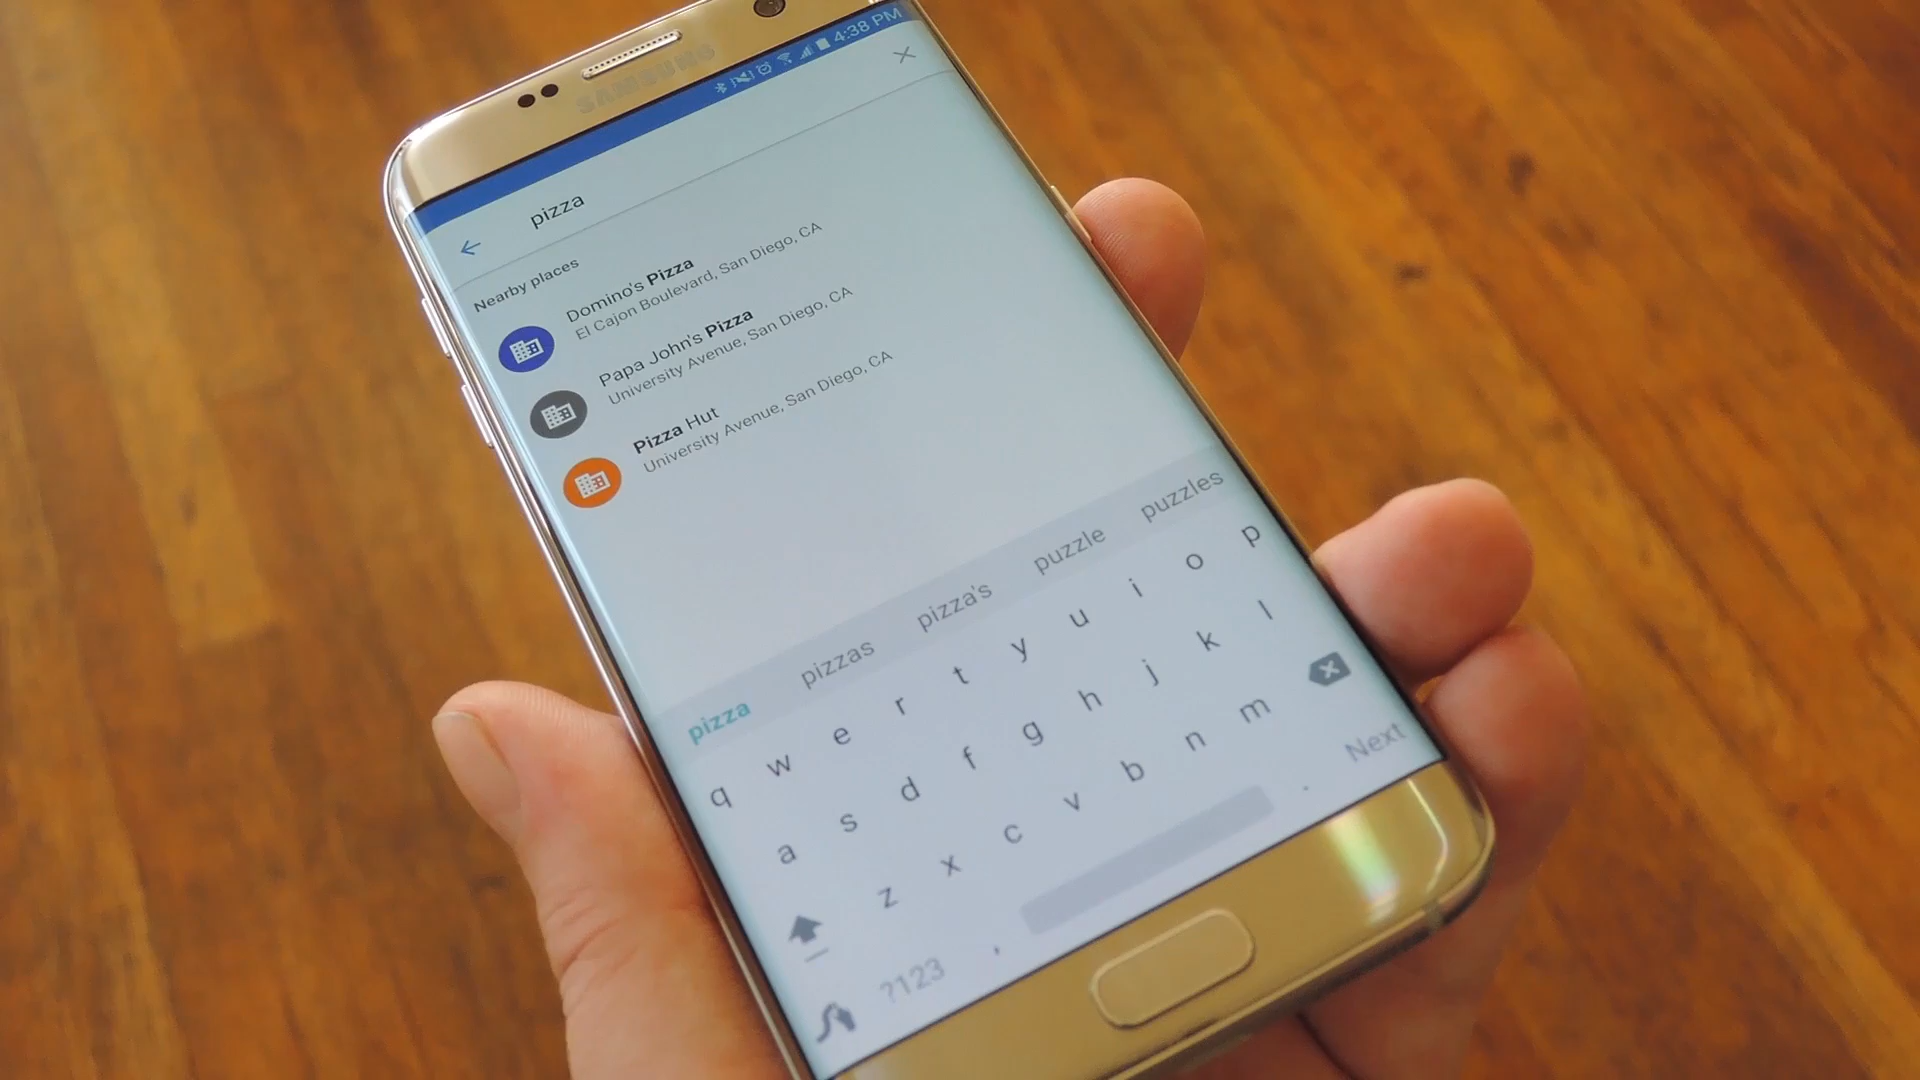 SAMSUNG
4:38 PM
pizza
Nearby places
Domino's Pizza
El Cajon Boulevard, San Diego, CA
Papa John's Pizza
University Avenue, San Diego, CA
Pizza Hut
University Avenue, San Diego, CA
pizza pizzas pizza's puzzle puzzles
q w e r t y u i o p
a s d f g h j k l
z x c v b n m
?123 , . Next